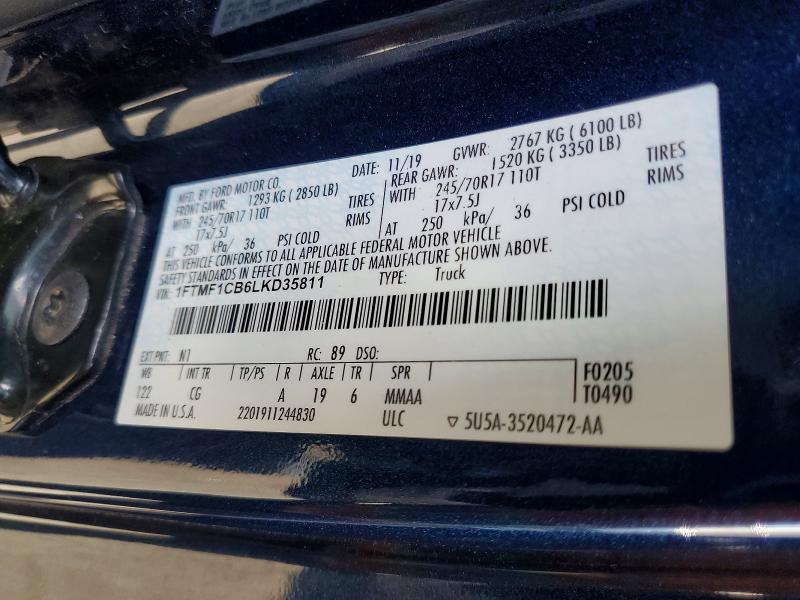 MFD. BY FORD MOTOR CO. DATE: 11/19 GVWR: 2767 KG ( 6100 LB)
FRONT GAWR: 1293 KG ( 2850 LB) REAR GAWR: 1520 KG ( 3350 LB)
WITH 245/70R17 110T TIRES WITH 245/70R17 110T TIRES
17x7.5J RIMS 17x7.5J RIMS
AT 250 kPa/ 36 PSI COLD AT 250 kPa/ 36 PSI COLD
THIS VEHICLE CONFORMS TO ALL APPLICABLE FEDERAL MOTOR VEHICLE
SAFETY STANDARDS IN EFFECT ON THE DATE OF MANUFACTURE SHOWN ABOVE.
VIN: 1FTMF1CB6LKD35811 TYPE: Truck
EXT PNT: N1 RC: 89 DSO:
WB INT TR TP/PS R AXLE TR SPR F0205
122 CG A 19 6 MMAA T0490
MADE IN U.S.A. 2201911244830 ULC ▽ 5U5A-3520472-AA